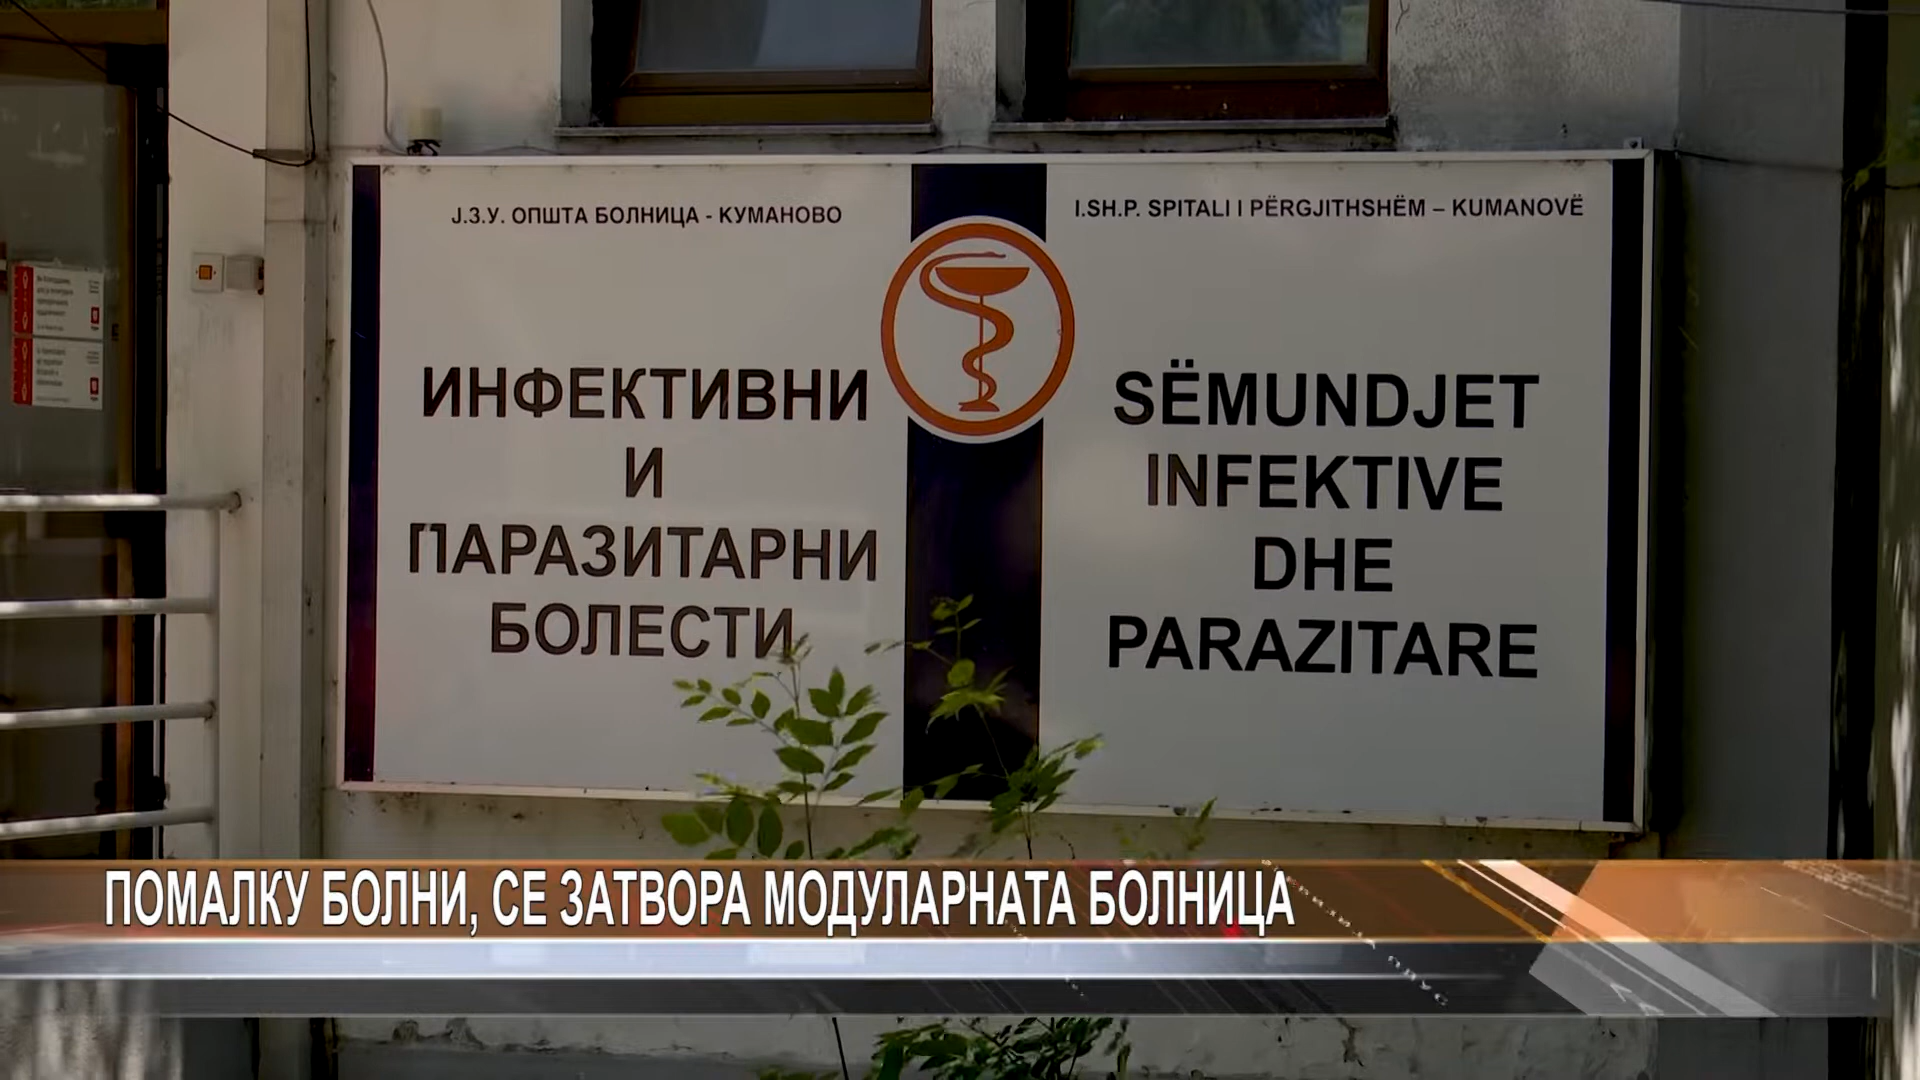 Ј.З.У. ОПШТА БОЛНИЦА - КУМАНОВО
ИНФЕКТИВНИ
И
ПАРАЗИТАРНИ
БОЛЕСТИ
I.SH.P. SPITALI I PËRGJITHSHËM – KUMANOVË
SËMUNDJET
INFEKTIVE
DHE
PARAZITARE
ПОМАЛКУ БОЛНИ, СЕ ЗАТВОРА МОДУЛАРНАТА БОЛНИЦА